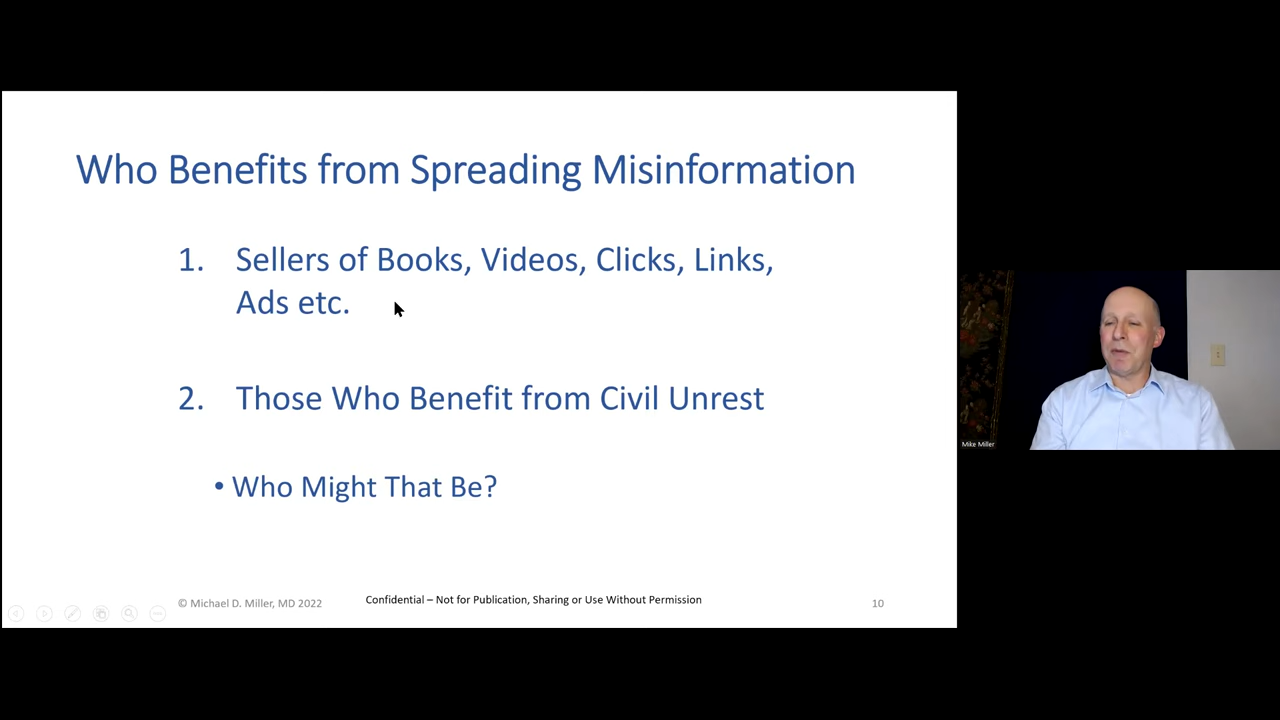 Who Benefits from Spreading Misinformation
1. Sellers of Books, Videos, Clicks, Links,
Ads etc.
2. Those Who Benefit from Civil Unrest
• Who Might That Be?
© Michael D. Miller, MD 2022
Confidential – Not for Publication, Sharing or Use Without Permission
10
Mike Miller